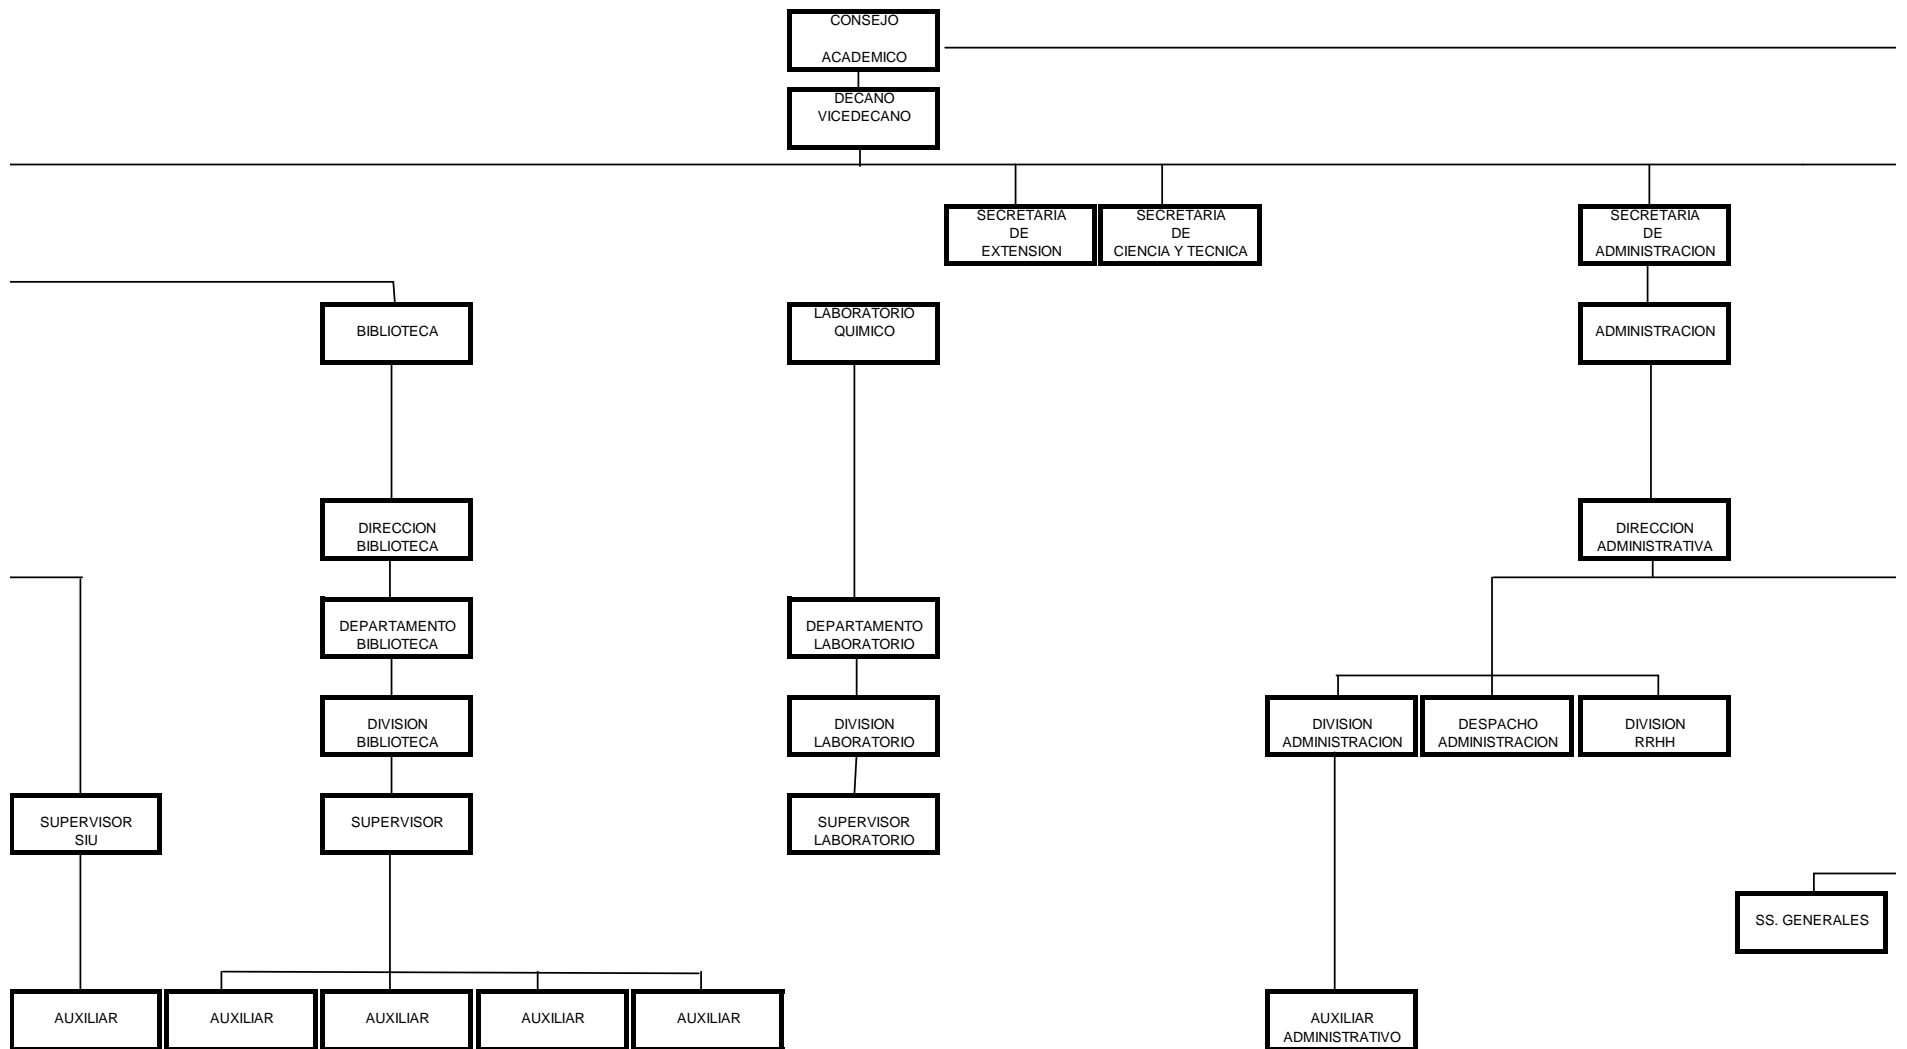 CONSEJO
ACADEMICO
DECANO
VICEDECANO
SECRETARIA
DE
EXTENSION
SECRETARIA
DE
CIENCIA Y TECNICA
SECRETARIA
DE
ADMINISTRACION
BIBLIOTECA
LABORATORIO
QUIMICO
ADMINISTRACION
DIRECCION
BIBLIOTECA
DIRECCION
ADMINISTRATIVA
DEPARTAMENTO
BIBLIOTECA
DEPARTAMENTO
LABORATORIO
DIVISION
BIBLIOTECA
DIVISION
LABORATORIO
DIVISION
ADMINISTRACION
DESPACHO
ADMINISTRACION
DIVISION
RRHH
SUPERVISOR
SIU
SUPERVISOR
SUPERVISOR
LABORATORIO
SS. GENERALES
AUXILIAR
AUXILIAR
AUXILIAR
AUXILIAR
AUXILIAR
AUXILIAR
ADMINISTRATIVO